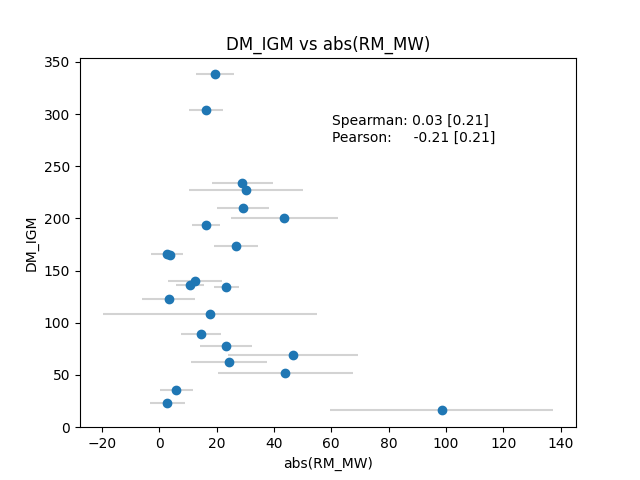 DM_IGM vs abs(RM_MW)
350
300
250
200
150
100
50
0
DM_IGM
Spearman: 0.03 [0.21]
Pearson: -0.21 [0.21]
−20 0 20 40 60 80 100 120 140
abs(RM_MW)